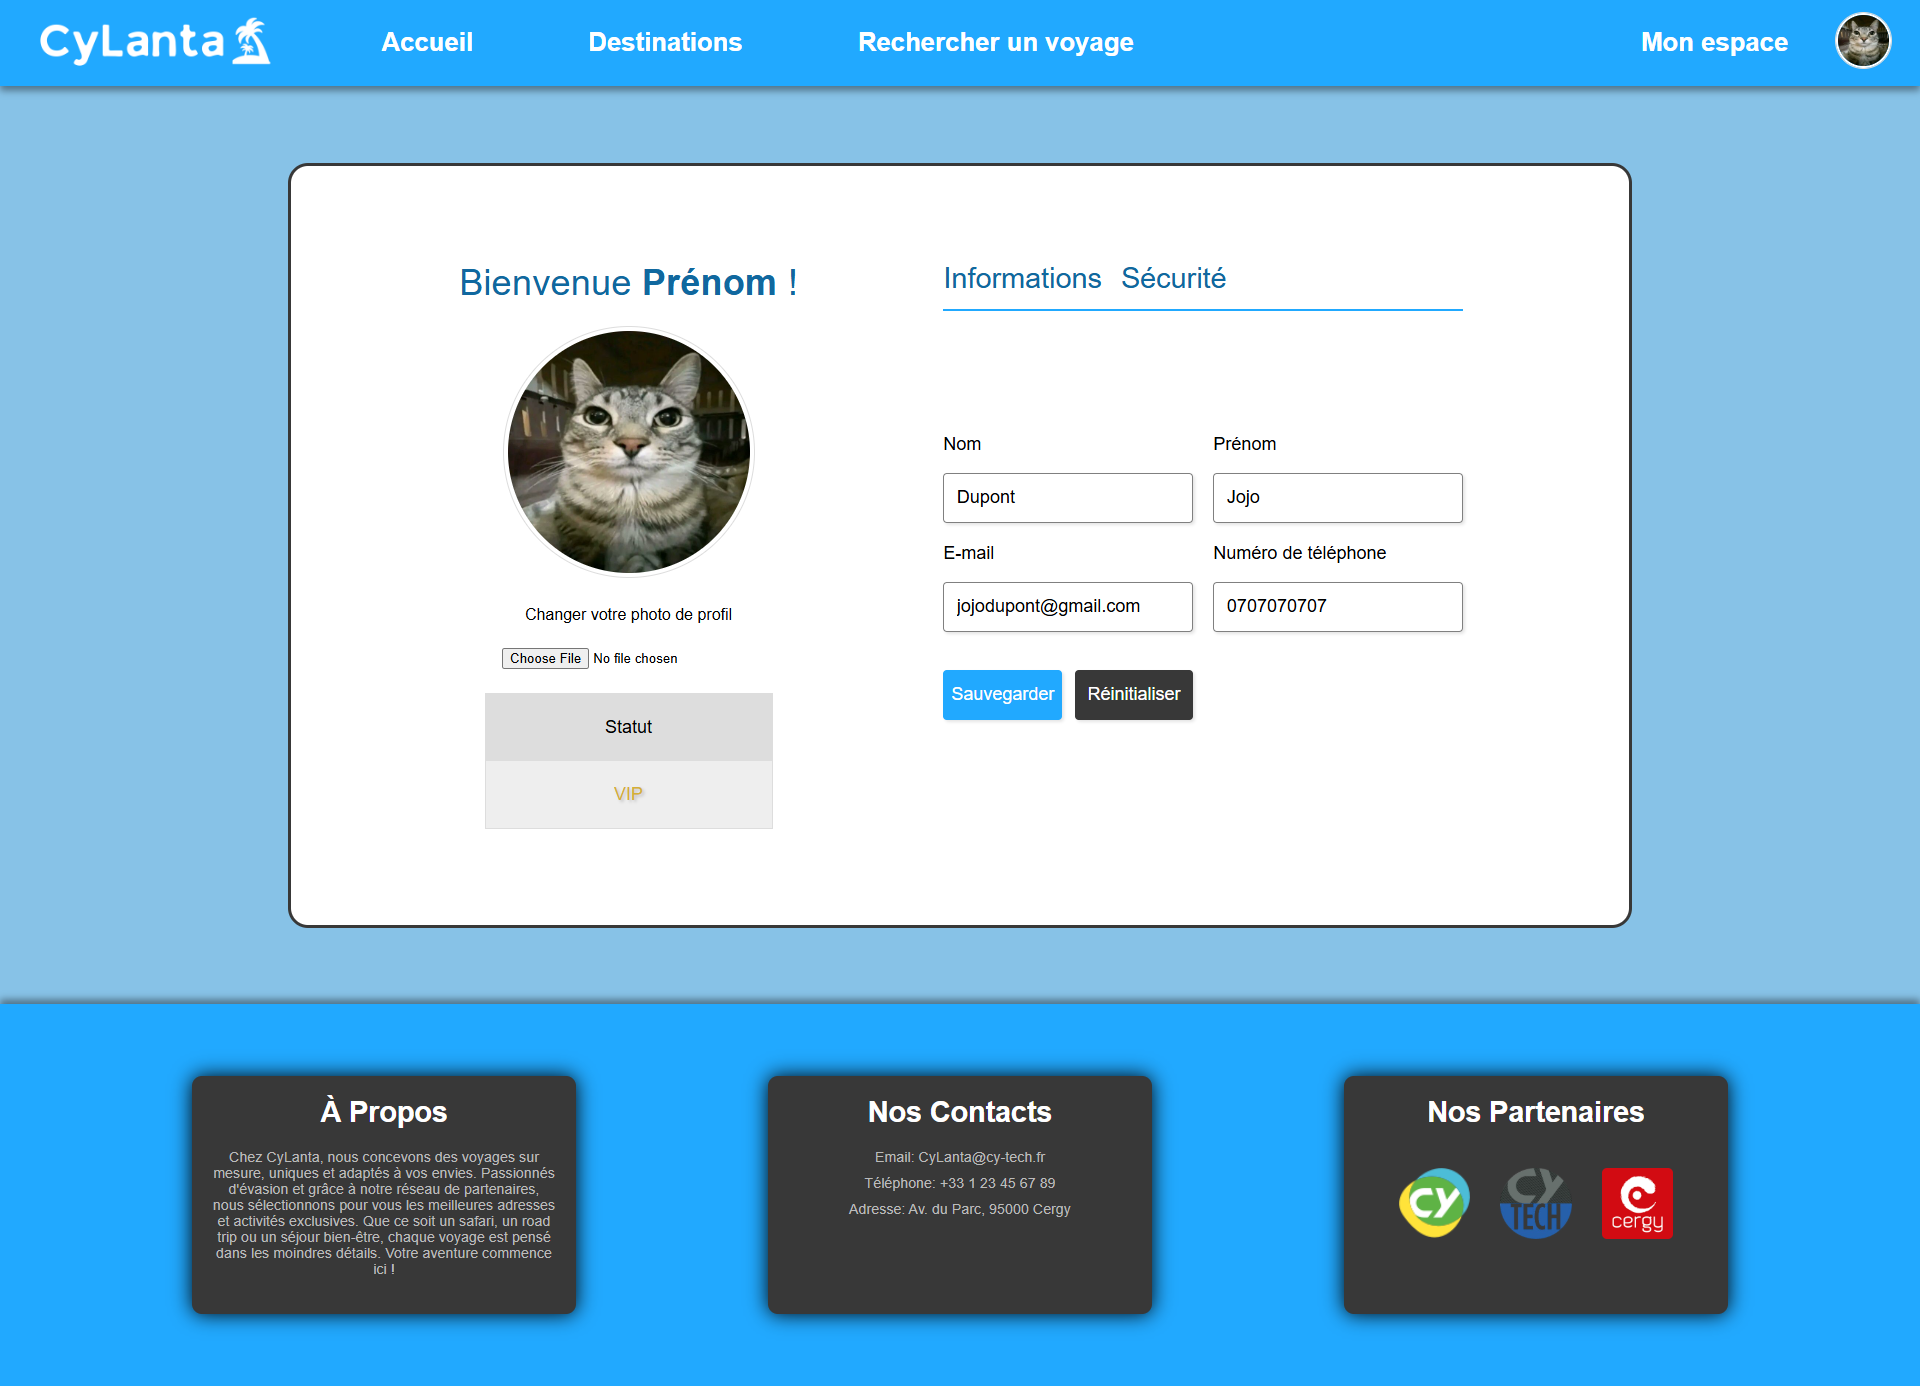 CyLanta
Accueil
Destinations
Rechercher un voyage
Mon espace
Bienvenue Prénom !
Changer votre photo de profil
Choose File No file chosen
Statut
VIP
Informations Sécurité
Nom
Prénom
Dupont
Jojo
E-mail
Numéro de téléphone
jojodupont@gmail.com
0707070707
Sauvegarder
Réinitialiser
À Propos
Chez CyLanta, nous concevons des voyages sur
mesure, uniques et adaptés à vos envies. Passionnés
d'évasion et grâce à notre réseau de partenaires,
nous sélectionnons pour vous les meilleures adresses
et activités exclusives. Que ce soit un safari, un road
trip ou un séjour bien-être, chaque voyage est pensé
dans les moindres détails. Votre aventure commence
ici !
Nos Contacts
Email: CyLanta@cy-tech.fr
Téléphone: +33 1 23 45 67 89
Adresse: Av. du Parc, 95000 Cergy
Nos Partenaires
CY
CY
TECH
cergy